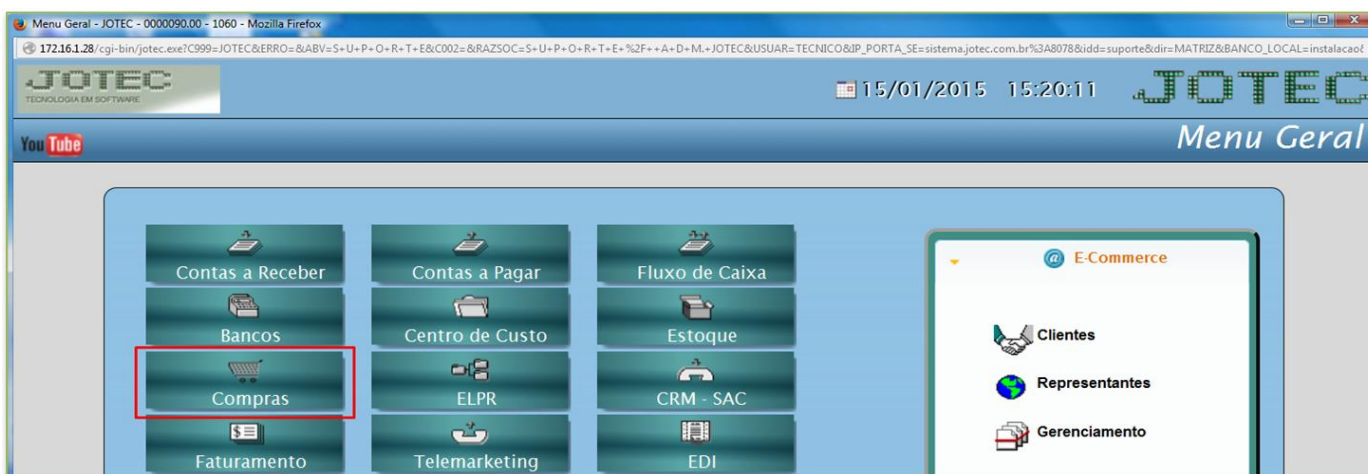 Menu Geral - JOTEC - 0000090.00 - 1060 - Mozilla Firefox
172.16.1.28/cgi-bin/jotec.exe?C999=JOTEC&ERRO=&ABV=S+U+P+O+R+T+E&C002=&RAZSOC=S+U+P+O+R+T+E+%2F++A+D+M.+JOTEC&USUAR=TECNICO&IP_PORTA_SE=sistema.jotec.com.br%3A8078&idd=suporte&dir=MATRIZ&BANCO_LOCAL=instalacao
JOTEC
TECNOLOGIA EM SOFTWARE
15/01/2015 15:20:11
JOTEC
You Tube
Menu Geral
Contas a Receber
Contas a Pagar
Fluxo de Caixa
E-Commerce
Bancos
Centro de Custo
Estoque
Clientes
Compras
ELPR
CRM - SAC
Representantes
Gerenciamento
Faturamento
Telemarketing
EDI